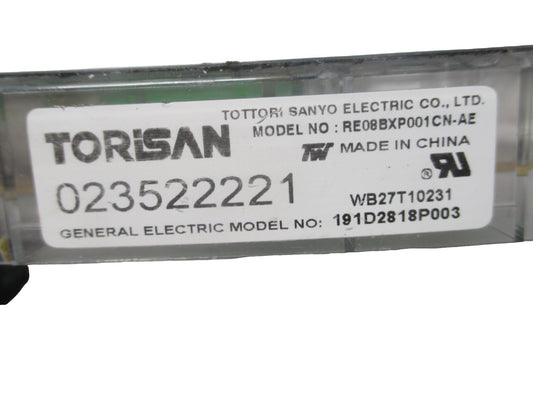 TOTTORI SANYO ELECTRIC CO., LTD.
TORiSAN
MODEL NO : RE08BXP001CN-AE
MADE IN CHINA
023522221
WB27T10231
GENERAL ELECTRIC MODEL NO: 191D2818P003